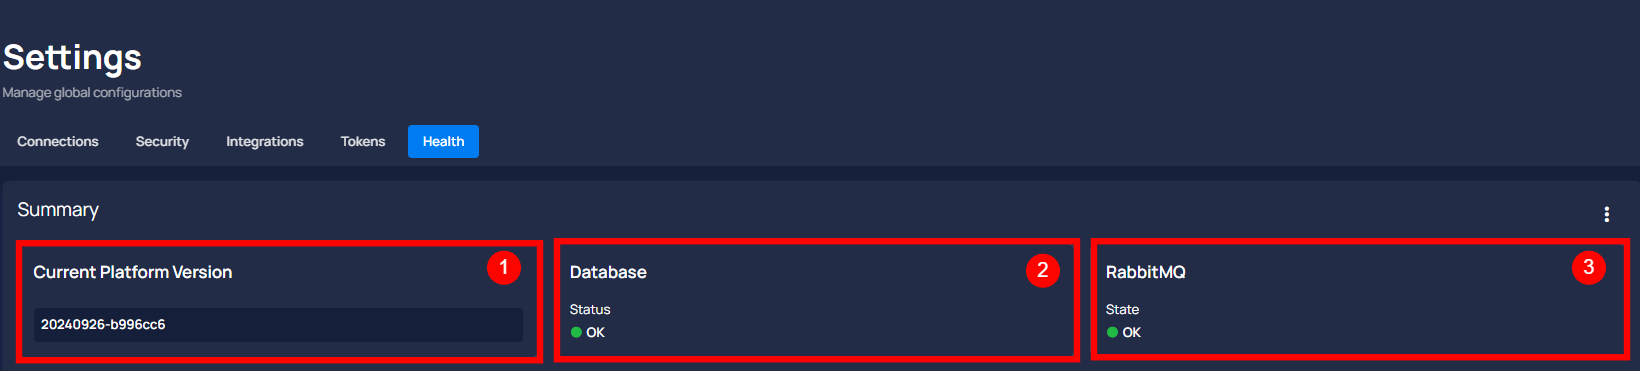 Settings
Manage global configurations
Connections Security Integrations Tokens Health
Summary
Current Platform Version 1
20240926-b996cc6
Database 2
Status
OK
RabbitMQ 3
State
OK